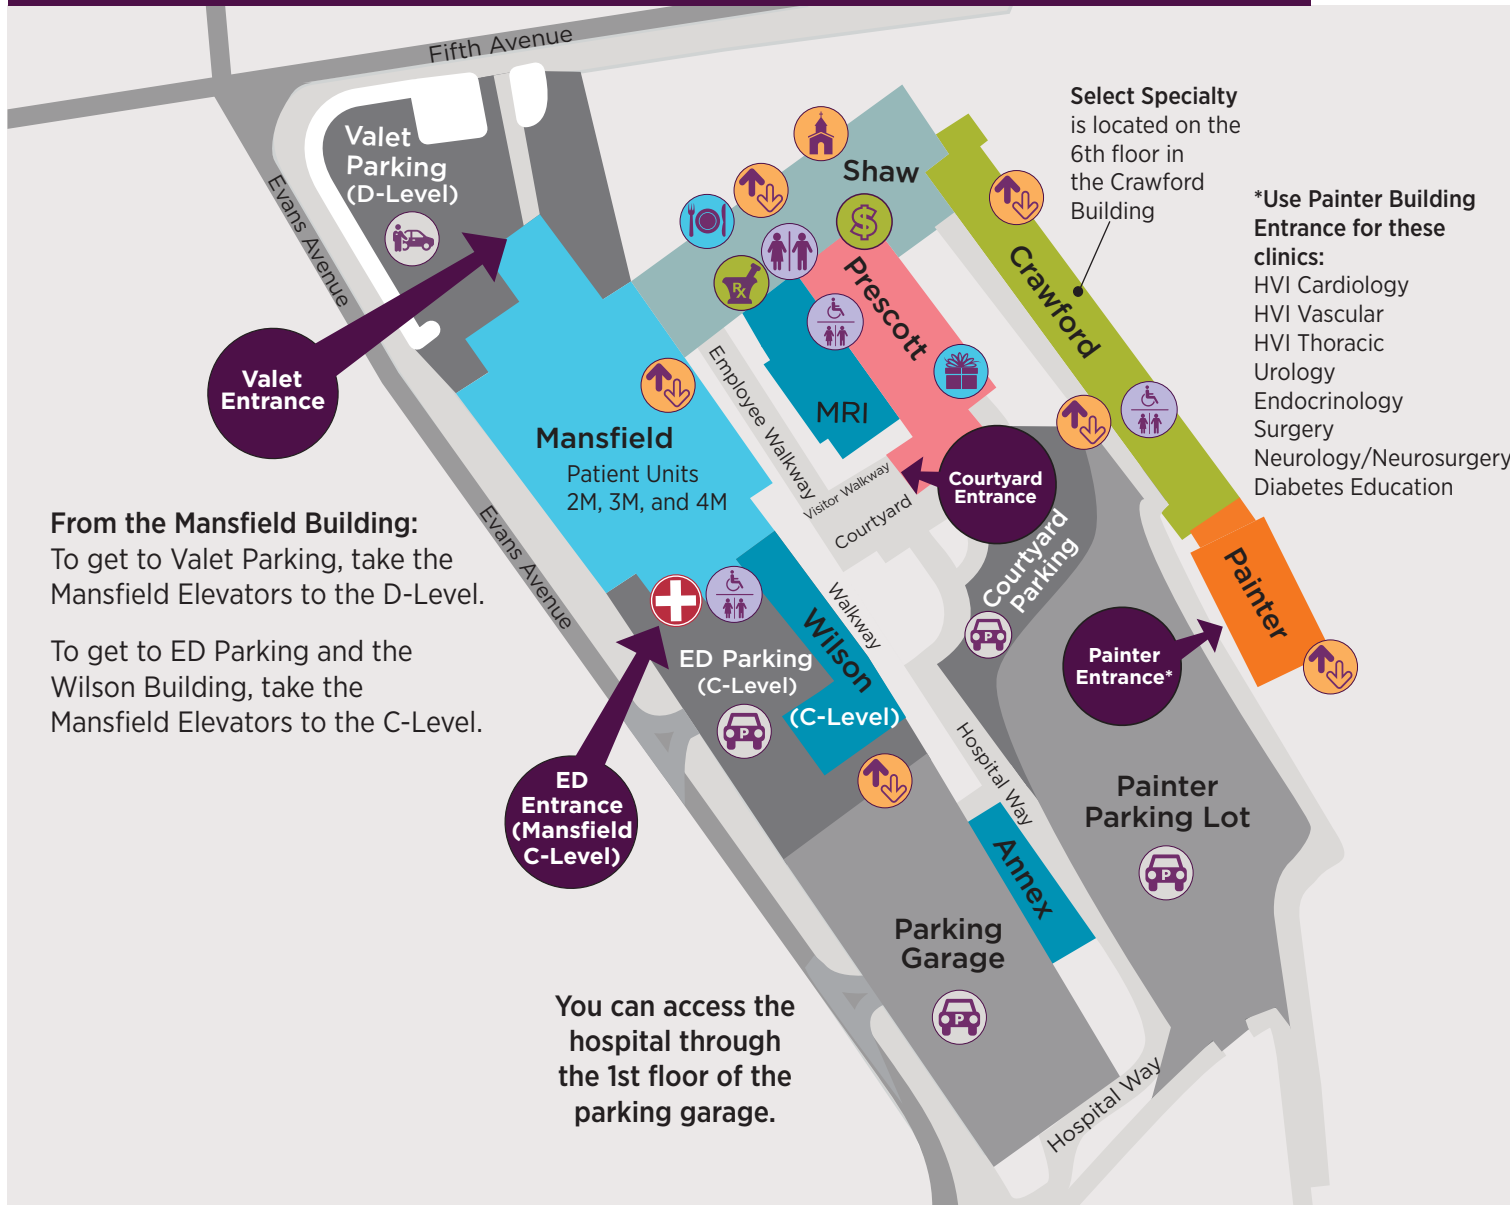 Fifth Avenue
Select Specialty
is located on the
6th floor in
the Crawford
Building
Valet
Parking
(D-Level)
Shaw
*Use Painter Building
Entrance for these
clinics:
HVI Cardiology
HVI Vascular
HVI Thoracic
Urology
Endocrinology
Surgery
Neurology/Neurosurgery
Diabetes Education
Evans Avenue
$
Rx
Prescott
Crawford
Valet
Entrance
Employee Walkway
MRI
Mansfield
Patient Units
2M, 3M, and 4M
Visitor Walkway
Courtyard
Courtyard
Entrance
From the Mansfield Building:
To get to Valet Parking, take the
Mansfield Elevators to the D-Level.
To get to ED Parking and the
Wilson Building, take the
Mansfield Elevators to the C-Level.
Evans Avenue
Courtyard
Parking
P
Painter
Walkway
Wilson
(C-Level)
ED Parking
(C-Level)
P
Painter
Entrance*
ED
Entrance
(Mansfield
C-Level)
Hospital Way
Painter
Parking Lot
P
Annex
Parking
Garage
P
You can access the
hospital through
the 1st floor of the
parking garage.
Hospital Way